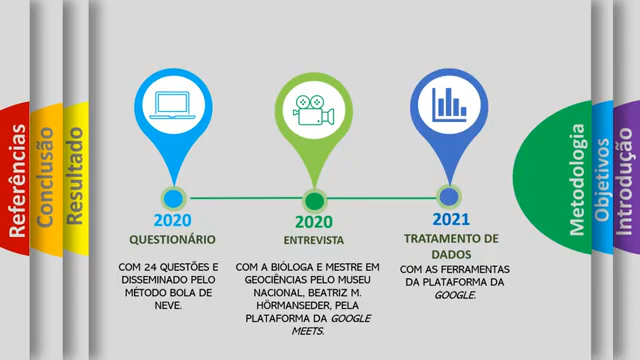 Referências
Conclusão
Resultado
2020
QUESTIONÁRIO
COM 24 QUESTÕES E
DISSEMINADO PELO
MÉTODO BOLA DE
NEVE.
2020
ENTREVISTA
COM A BIÓLOGA E MESTRE EM
GEOCIÊNCIAS PELO MUSEU
NACIONAL, BEATRIZ M.
HÖRMANSEDER, PELA
PLATAFORMA DA GOOGLE
MEETS.
2021
TRATAMENTO DE
DADOS
COM AS FERRAMENTAS
DA PLATAFORMA DA
GOOGLE.
Metodologia
Objetivos
Introdução